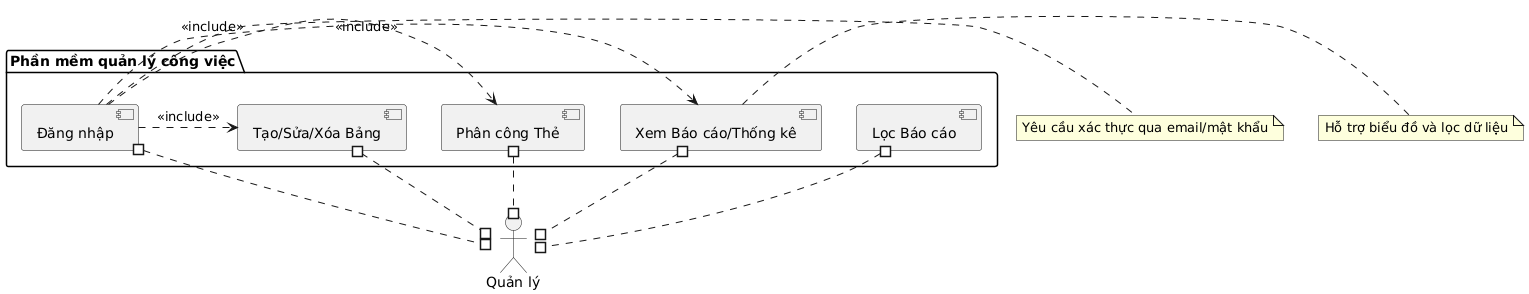 «include»
«include»
Phần mềm quản lý công việc
«include»
Đăng nhập
Tạo/Sửa/Xóa Bảng
Phân công Thẻ
Xem Báo cáo/Thống kê
Lọc Báo cáo
Yêu cầu xác thực qua email/mật khẩu
Hỗ trợ biểu đồ và lọc dữ liệu
Quản lý